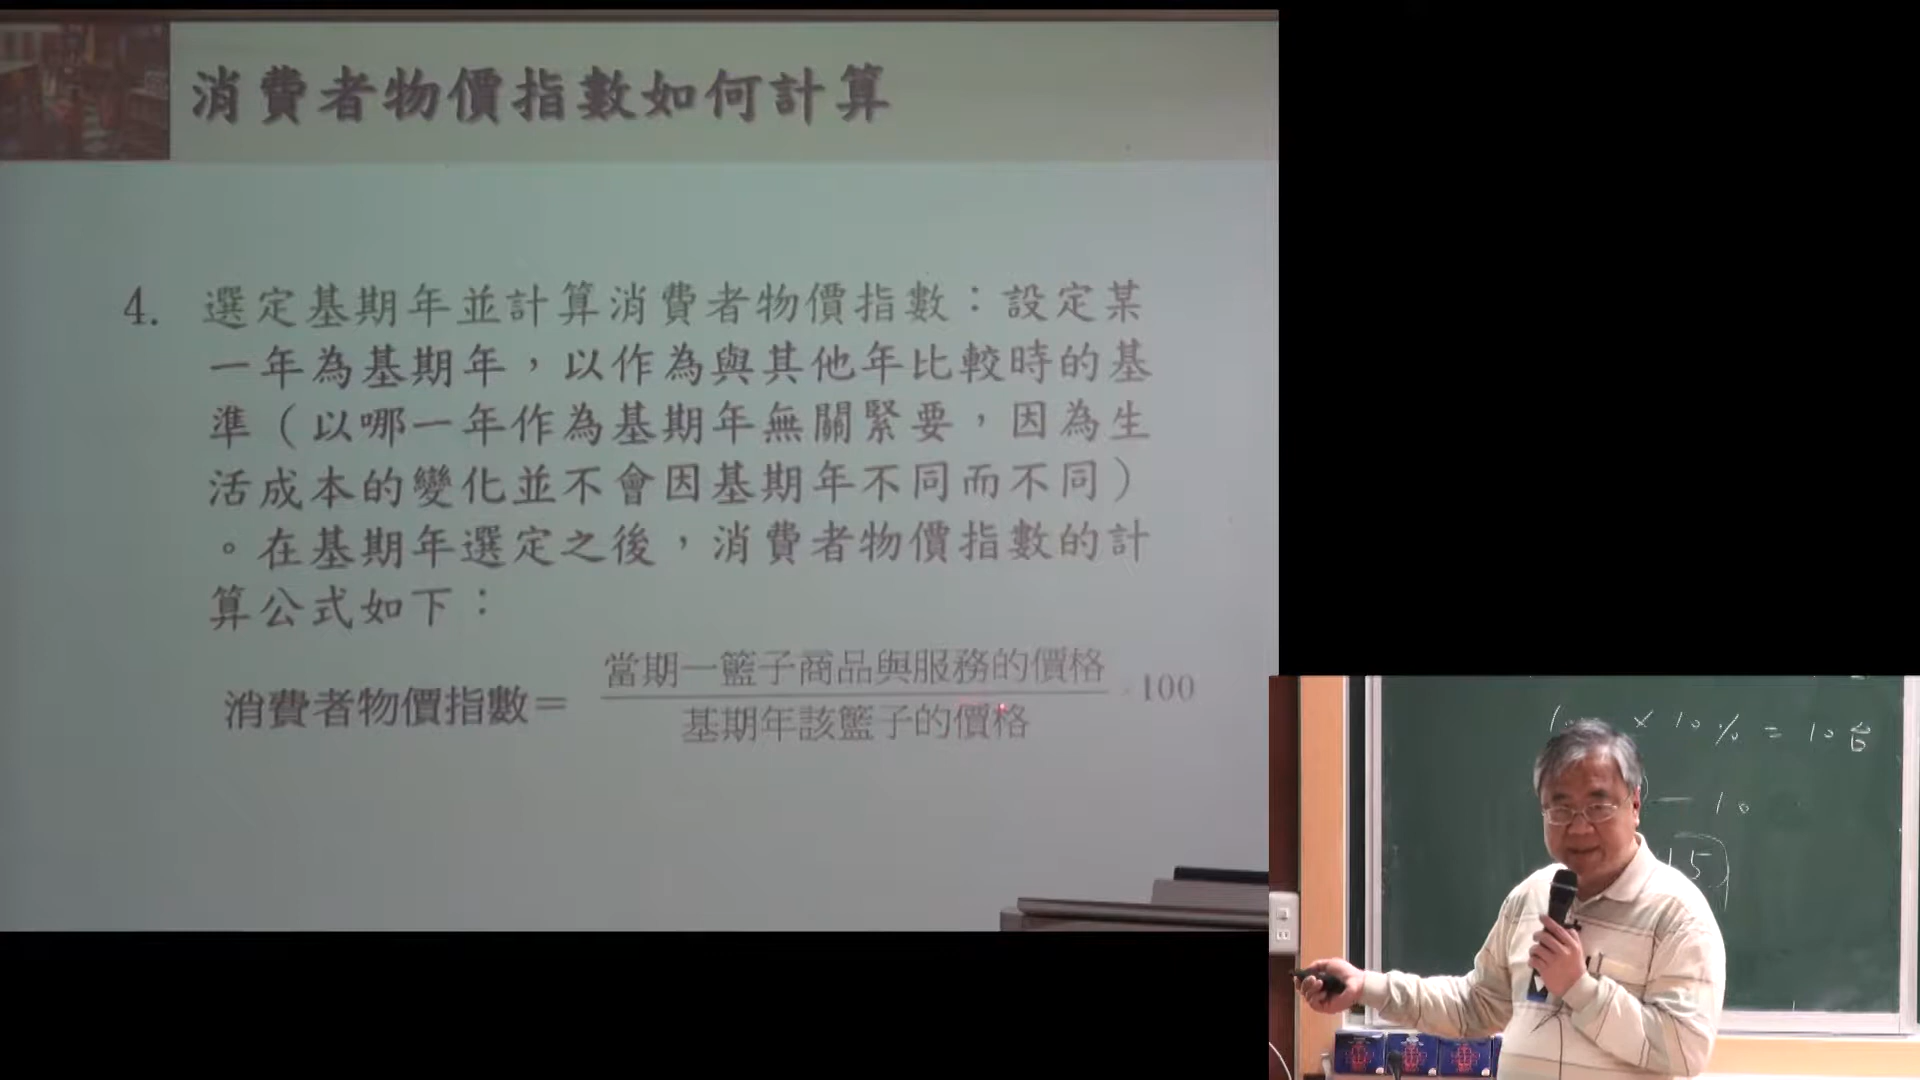 消費者物價指數如何計算
4. 選定基期年並計算消費者物價指數：設定某
一年為基期年，以作為與其他年比較時的基
準（以哪一年作為基期年無關緊要，因為生
活成本的變化並不會因基期年不同而不同）
。在基期年選定之後，消費者物價指數的計
算公式如下：
當期一籃子商品與服務的價格
消費者物價指數＝ · 100
基期年該籃子的價格
× 10% = 10
— 10
15